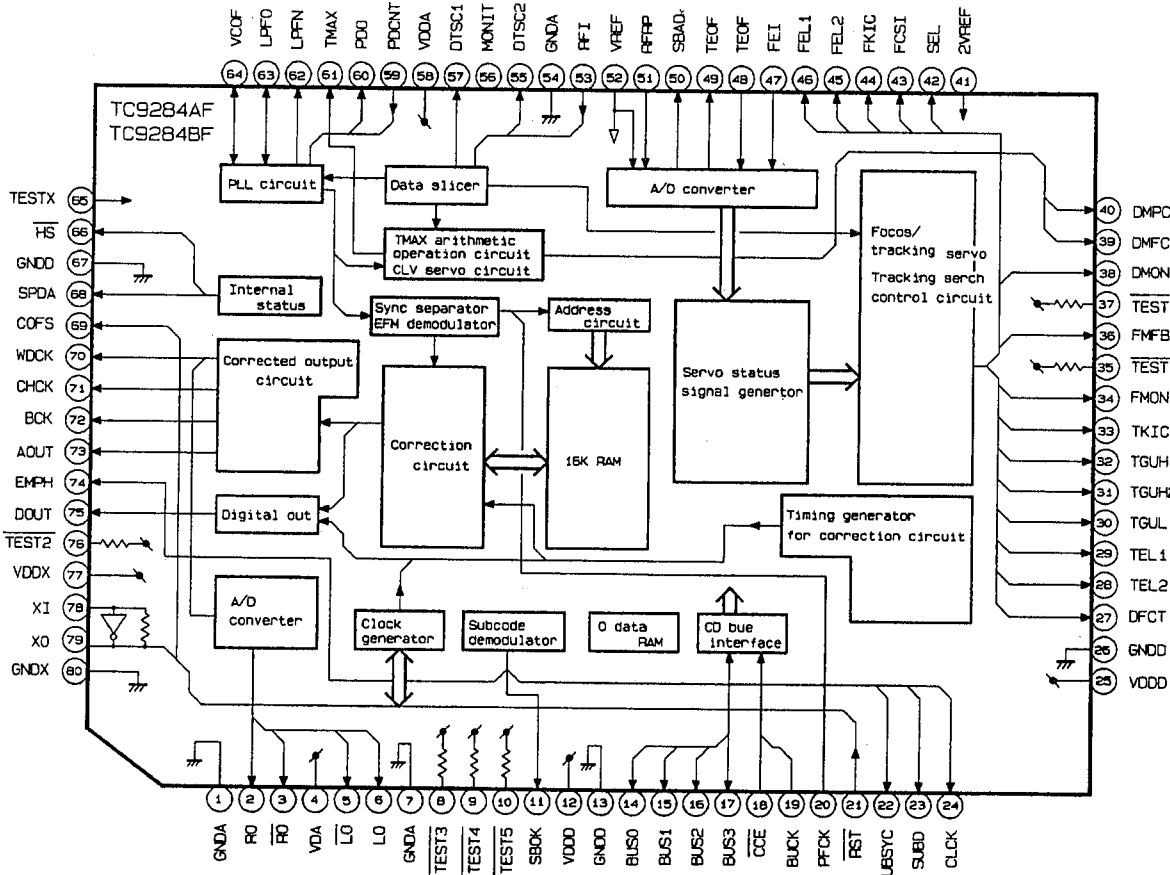 VCOF LPFO LPFN TMAX PDO PDCNT VDDA DTSC1 MONIT DTSC2 GNDA RFI VREF RFRP SBAD TEOF TEOF FEI FEL1 FEL2 FKIC FCSI SEL 2VREF
64 63 62 61 60 59 58 57 56 55 54 53 52 51 50 49 48 47 46 45 44 43 42 41
TC9284AF
TC9284BF
PLL circuit
Data slicer
A/D converter
TMAX arithmetic
operation circuit
CLV servo circuit
Focos/
tracking servo
Tracking serch
control circuit
Internal
status
Sync separator
EFM demodulator
Address
circuit
Corrected output
circuit
Correction
circuit
16K RAM
Servo status
signal genertor
Digital out
Timing generator
for correction circuit
A/D
converter
Clock
generator
Subcode
demodulator
O data
RAM
CD bue
interface
TESTX 65
HS 66
GNDD 67
SPDA 68
COFS 69
WDCK 70
CHCK 71
BCK 72
AOUT 73
EMPH 74
DOUT 75
TEST2 76
VDDX 77
XI 78
XO 79
GNDX 80
40 DMPC
39 DMFC
38 DMON
37 TEST
36 FMFB
35 TEST
34 FMON
33 TKIC
32 TGUH
31 TGUH2
30 TGUL
29 TEL1
28 TEL2
27 DFCT
26 GNDD
25 VDDD
1 2 3 4 5 6 7 8 9 10 11 12 13 14 15 16 17 18 19 20 21 22 23 24
GNDA RO RO VDA LO LO GNDA TEST3 TEST4 TEST5 SBOK VDDD GNDD BUS0 BUS1 BUS2 BUS3 CCE BUCK PFCK RST UBSYC SUBD CLCK